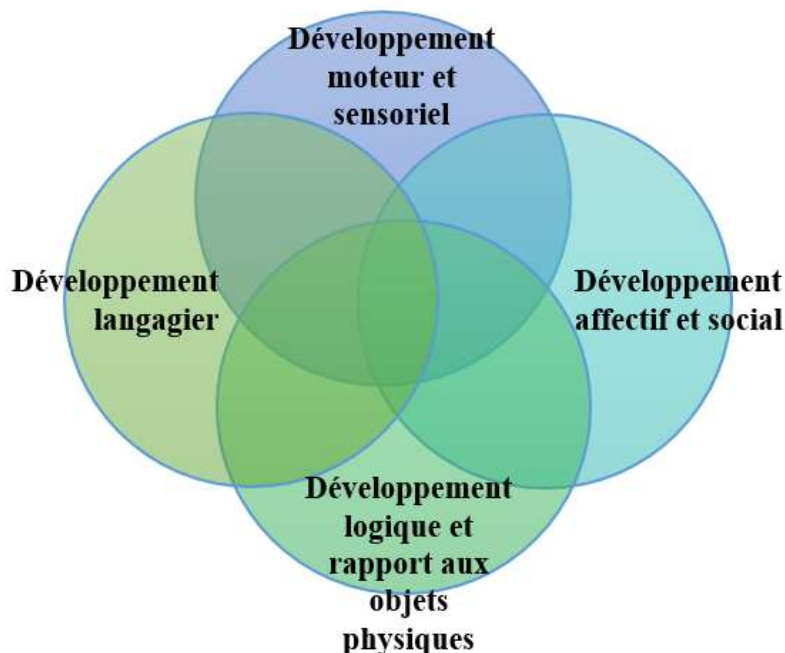 Développement
moteur et
sensoriel
Développement
langagier
Développement
affectif et social
Développement
logique et
rapport aux
objets
physiques